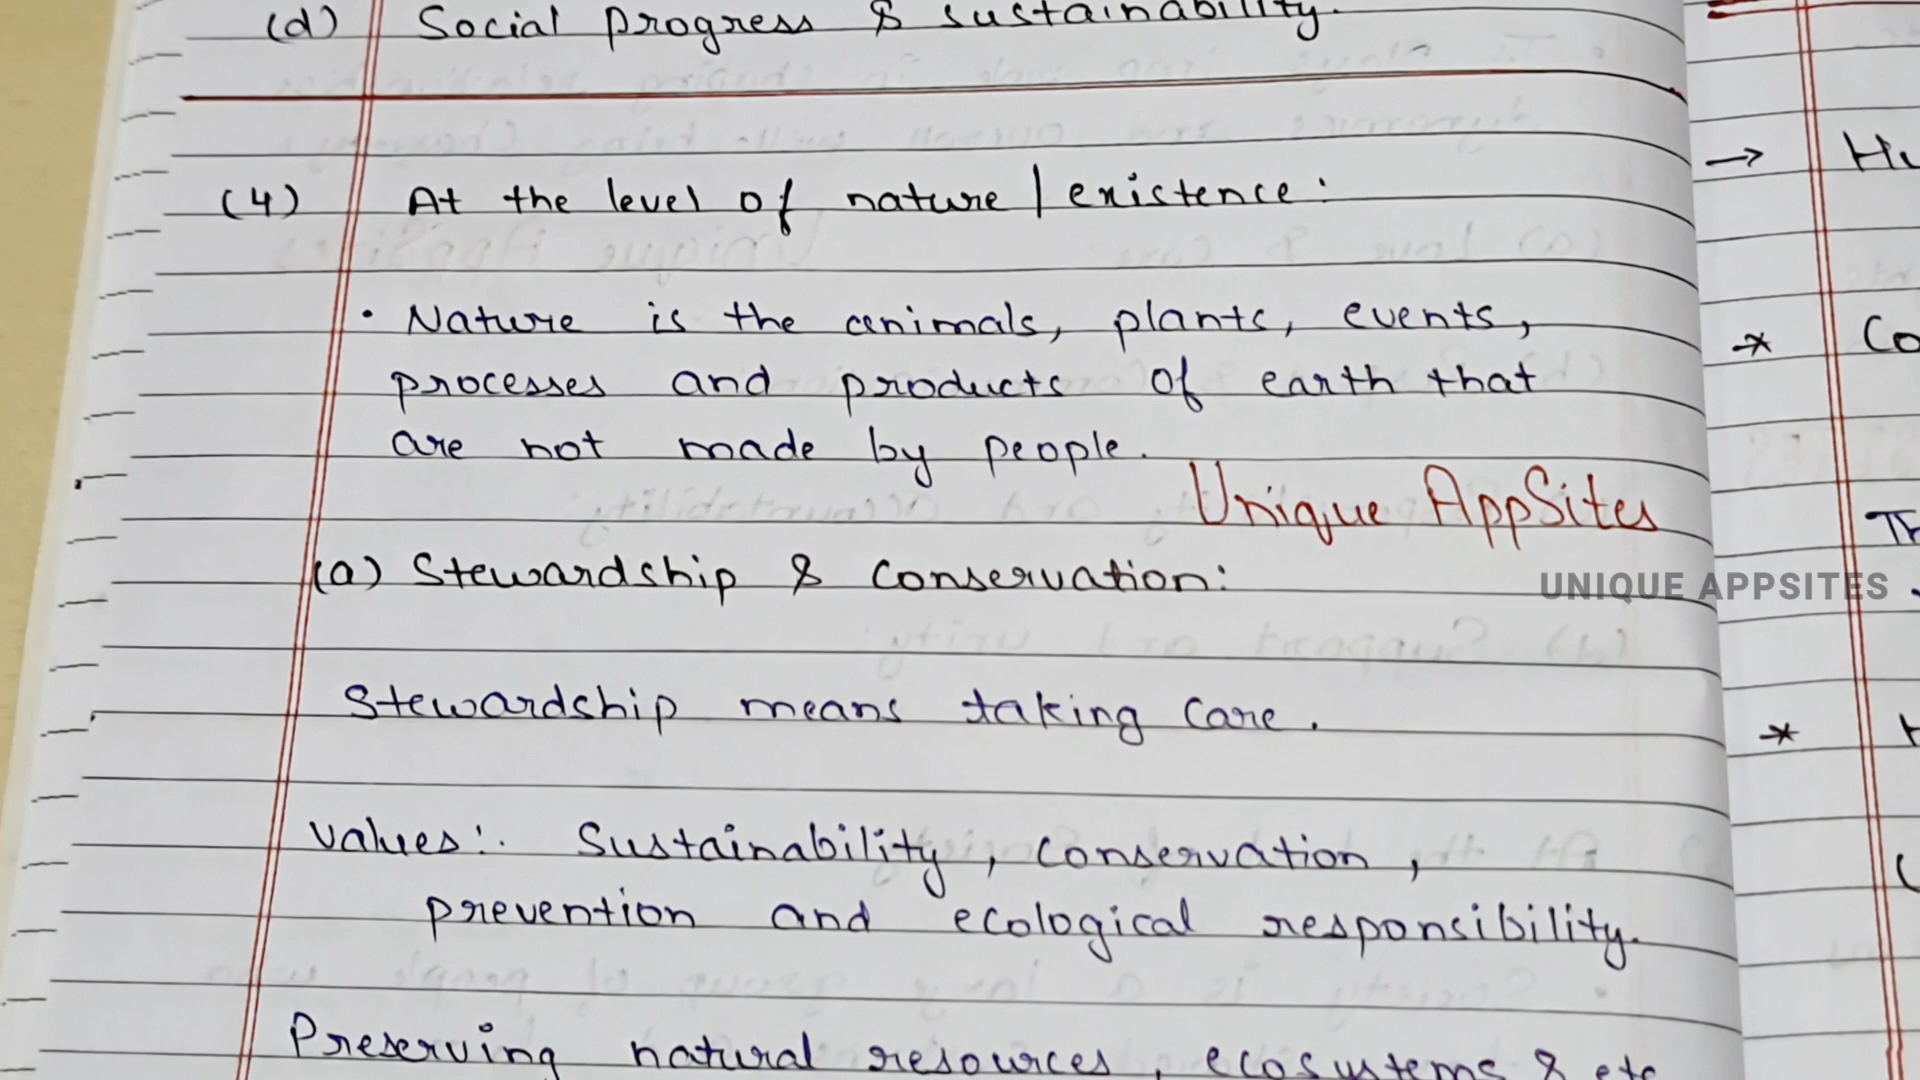 (d) Social progress & sustainability.
(4) At the level of nature / existence:
• Nature is the animals, plants, events,
processes and products of earth that
are not made by people.
Unique AppSites
(a) Stewardship & conservation:
UNIQUE APPSITES
Stewardship means taking care.
values:. Sustainability, conservation,
prevention and ecological responsibility.
Preserving natural resources, ecosystems & etc